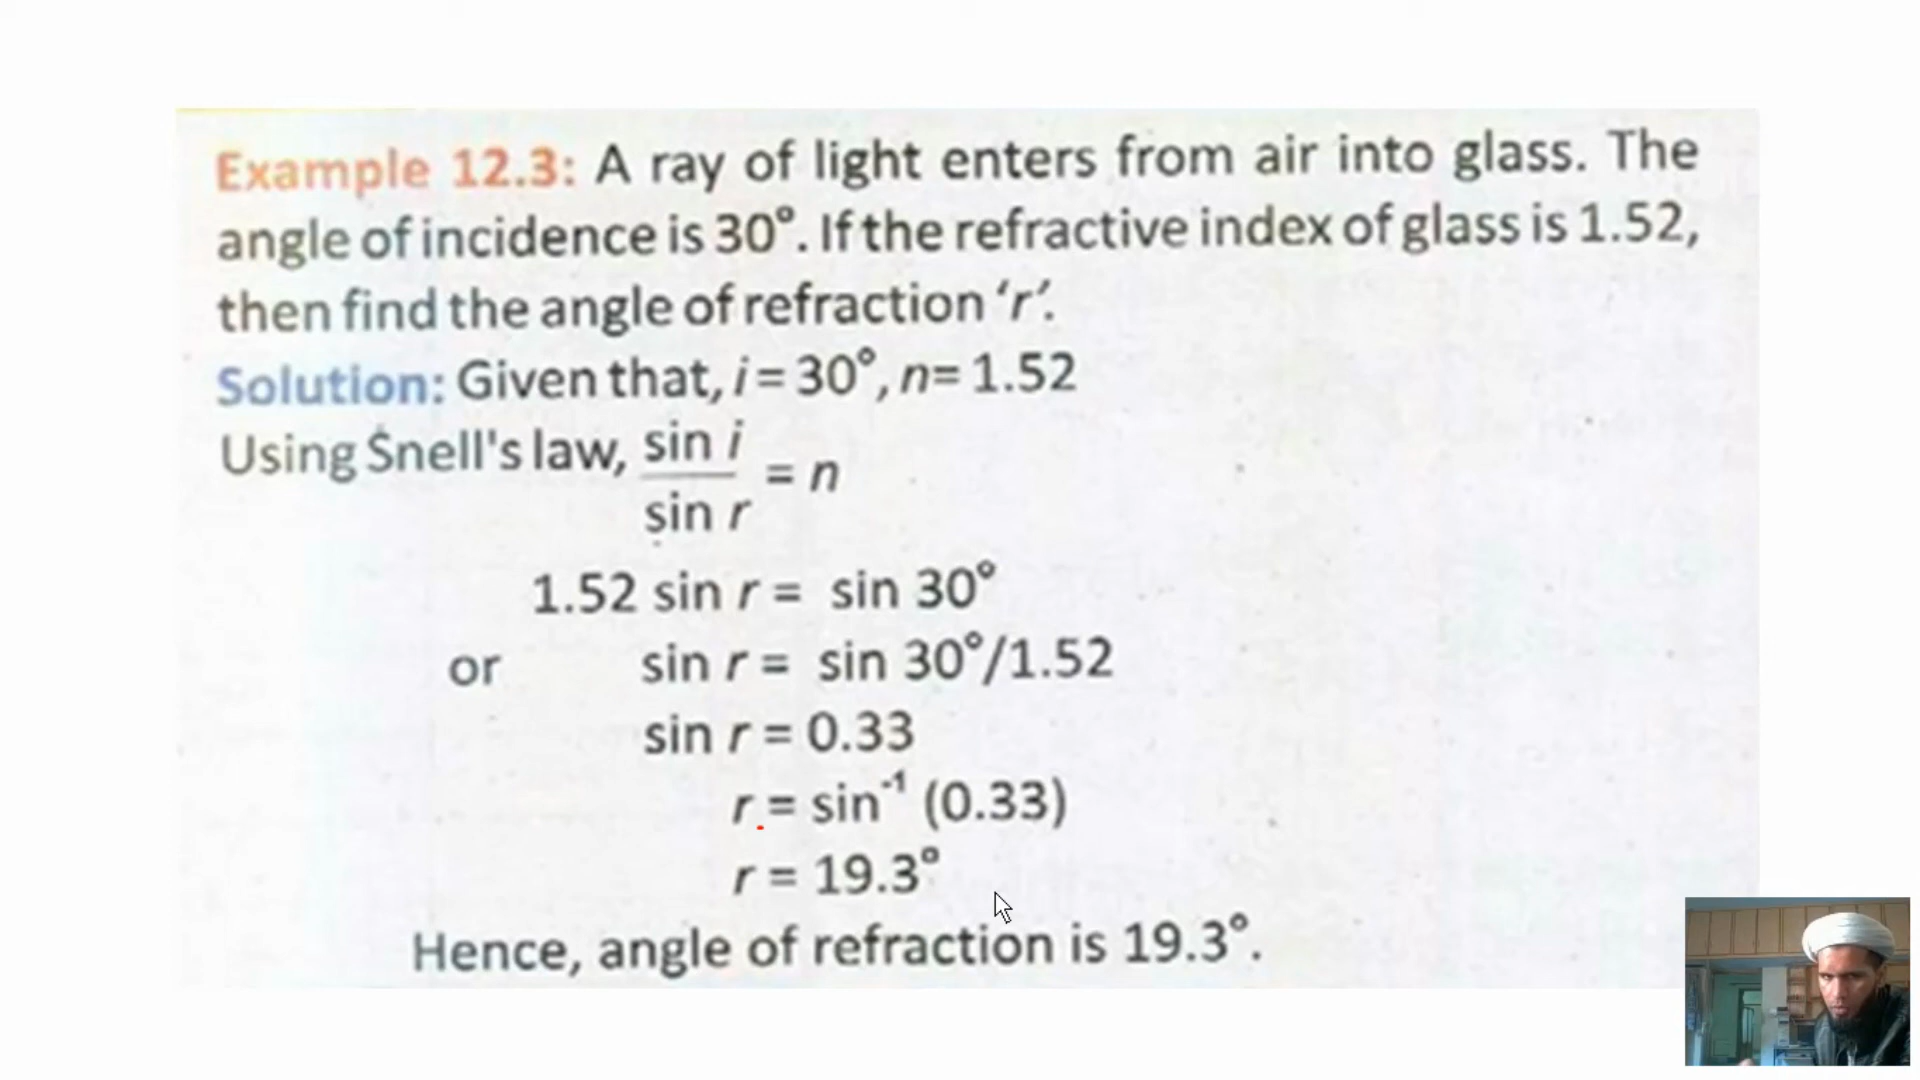 Example 12.3: A ray of light enters from air into glass. The
angle of incidence is 30°. If the refractive index of glass is 1.52,
then find the angle of refraction ‘r’.
Solution: Given that, i = 30°, n= 1.52
Using Snell's law, sin i / sin r = n
1.52 sin r = sin 30°
or sin r = sin 30°/1.52
sin r = 0.33
r = sin⁻¹ (0.33)
r = 19.3°
Hence, angle of refraction is 19.3°.